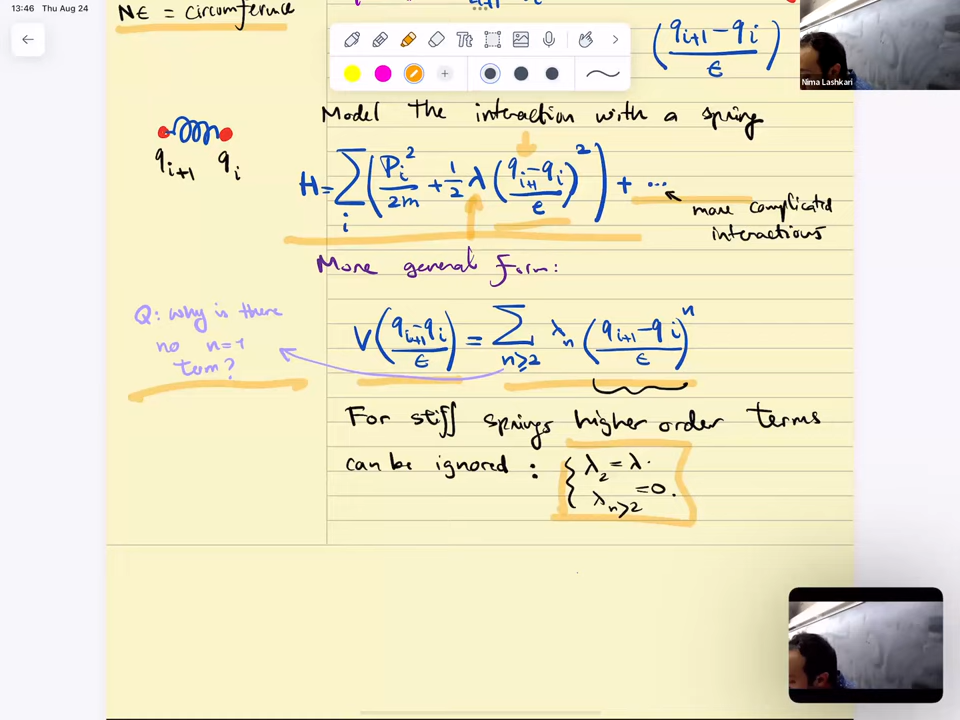 13:46 Thu Aug 24
Nϵ = circumference
(q_{i+1} - q_i / ϵ)
Nima Lashkari
Tt
Model the interaction with a spring
q_{i+1} q_i
H = ∑_i (P_i^2 / 2m + 1/2 λ (q_{i+1} - q_i / ϵ)^2) + ...
more complicated
interactions
More general form:
Q: why is there
no n=1
term?
V(q_{i+1} - q_i / ϵ) = ∑_{n≥2} λ_n (q_{i+1} - q_i / ϵ)^n
For stiff springs higher order terms
can be ignored : { λ_2 = λ.
λ_{n>2} = 0.